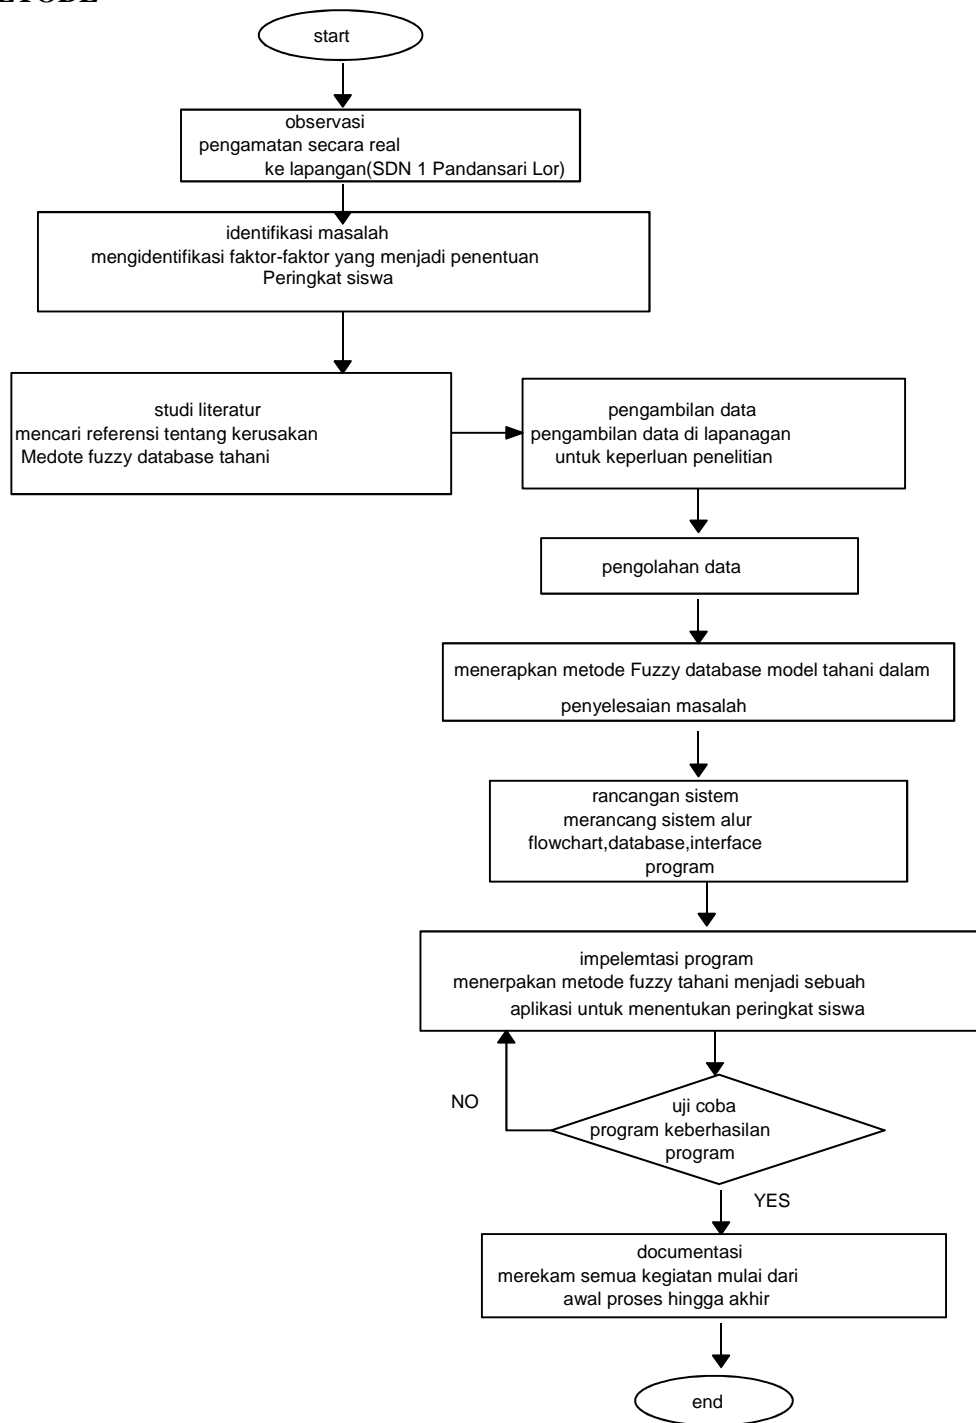 start
observasi
pengamatan secara real
ke lapangan(SDN 1 Pandansari Lor)
identifikasi masalah
mengidentifikasi faktor-faktor yang menjadi penentuan
Peringkat siswa
studi literatur
mencari referensi tentang kerusakan
Medote fuzzy database tahani
pengambilan data
pengambilan data di lapanagan
untuk keperluan penelitian
pengolahan data
menerapkan metode Fuzzy database model tahani dalam
penyelesaian masalah
rancangan sistem
merancang sistem alur
flowchart,database,interface
program
impelemtasi program
menerpakan metode fuzzy tahani menjadi sebuah
aplikasi untuk menentukan peringkat siswa
NO
uji coba
program keberhasilan
program
YES
documentasi
merekam semua kegiatan mulai dari
awal proses hingga akhir
end